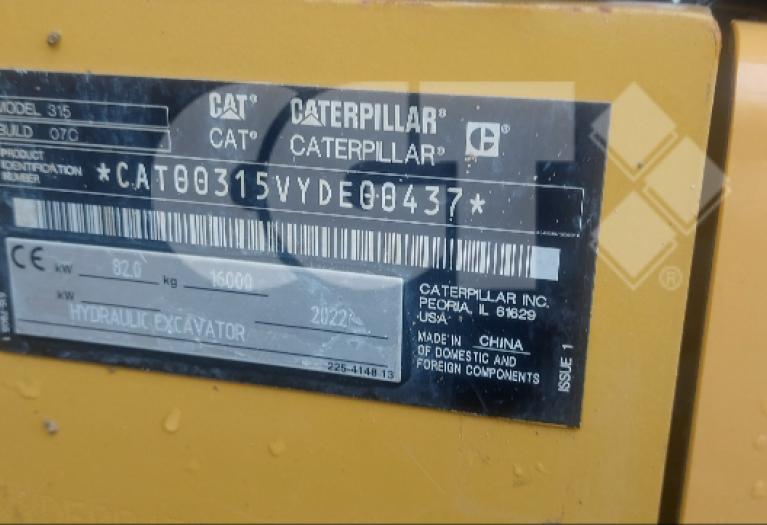 MODEL 315
BUILD 07C
CAT® CATERPILLAR®
CAT® CATERPILLAR®
PRODUCT
IDENTIFICATION
NUMBER
*CAT00315VYDE00437*
CE kW 82.0 kg 16000
kW 2022
HYDRAULIC EXCAVATOR
225-4148 13
CATERPILLAR INC.
PEORIA, IL 61629
USA
MADE IN CHINA
OF DOMESTIC AND
FOREIGN COMPONENTS
ISSUE 1
CGT®